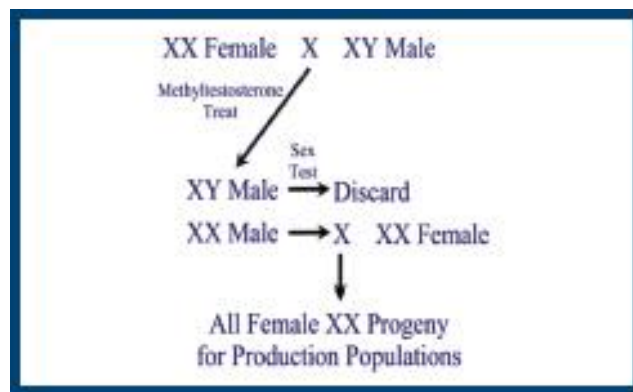 XX Female X XY Male
Methyltestosterone
Treat
Sex
Test
XY Male Discard
XX Male X XX Female
All Female XX Progeny
for Production Populations